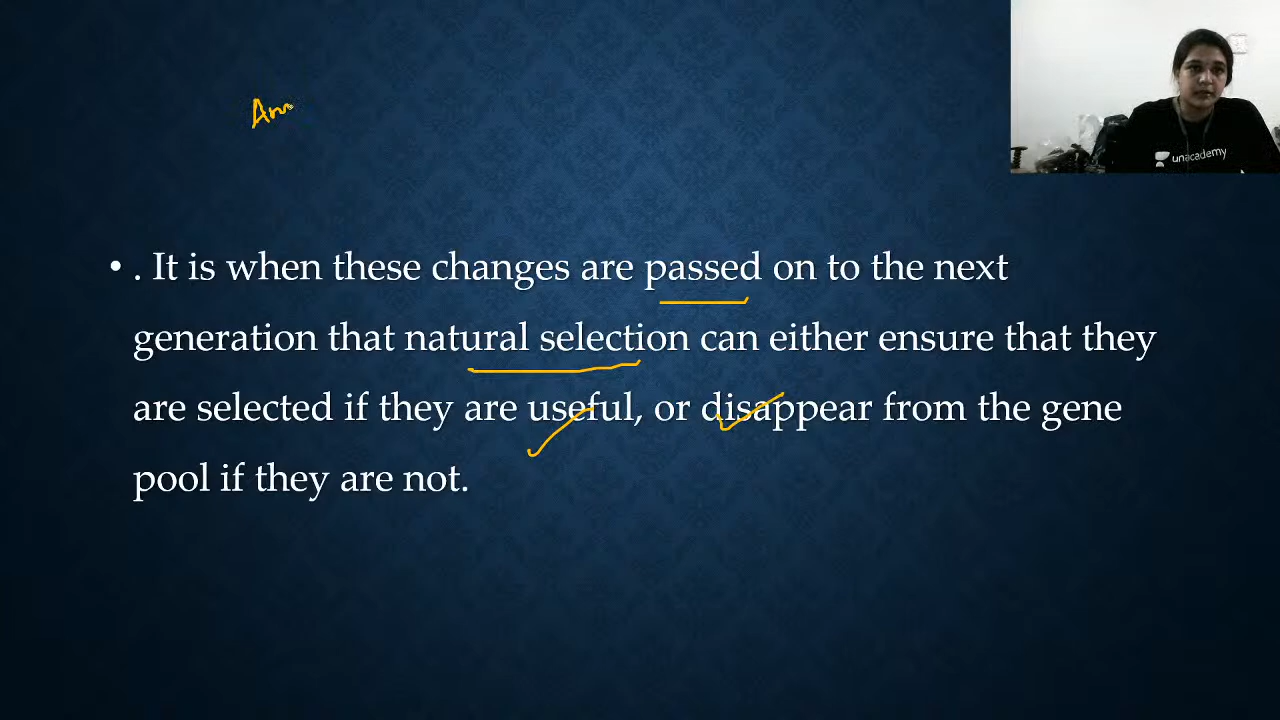 Am
• . It is when these changes are passed on to the next
generation that natural selection can either ensure that they
are selected if they are useful, or disappear from the gene
pool if they are not.
unacademy